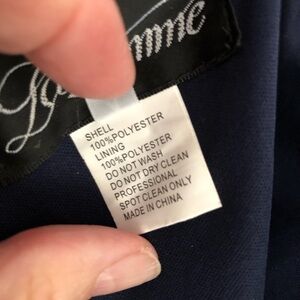 SHELL
100%POLYESTER
LINING
100%POLYESTER
DO NOT WASH
DO NOT DRY CLEAN
PROFESSIONAL
SPOT CLEAN ONLY
MADE IN CHINA